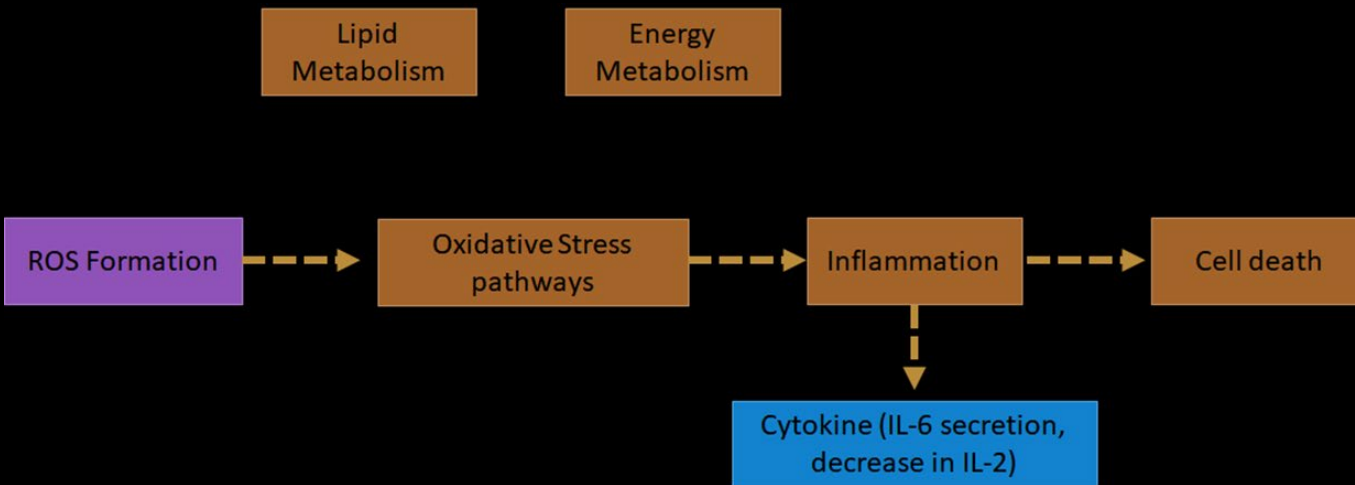 Lipid
Metabolism
Energy
Metabolism
ROS Formation
Oxidative Stress
pathways
Inflammation
Cell death
Cytokine (IL-6 secretion,
decrease in IL-2)